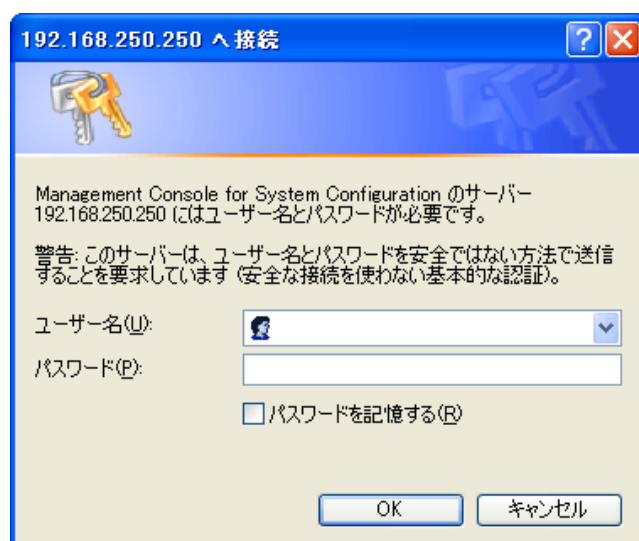 192.168.250.250 へ接続
Management Console for System Configuration のサーバー
192.168.250.250 にはユーザー名とパスワードが必要です。
警告: このサーバーは、ユーザー名とパスワードを安全ではない方法で送信
することを要求しています (安全な接続を使わない基本的な認証)。
ユーザー名(U):
パスワード(P):
パスワードを記憶する(R)
OK キャンセル